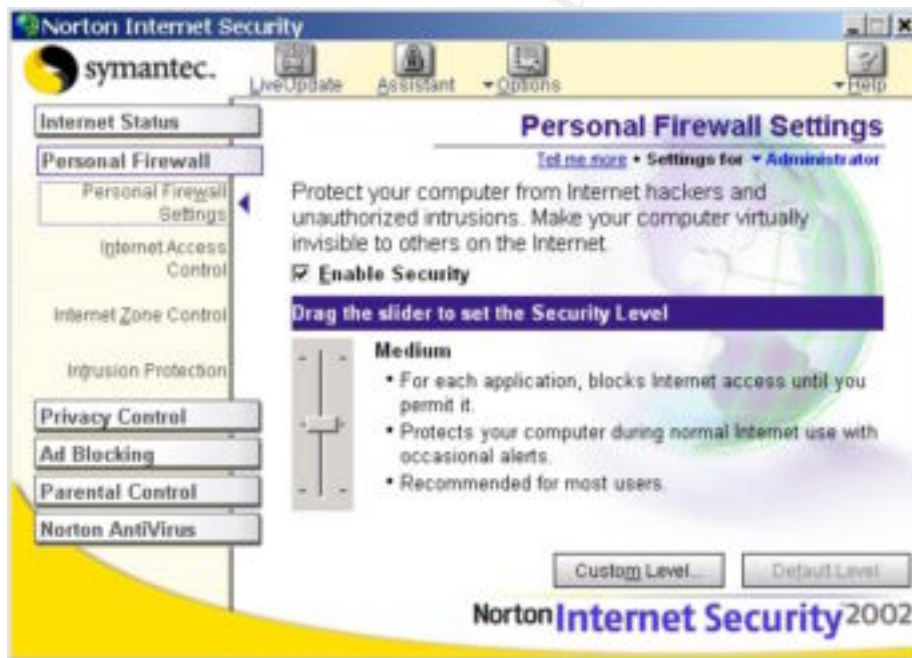 Norton Internet Security
symantec.
LiveUpdate
Assistant
Options
Help
Internet Status
Personal Firewall
Personal Firewall
Settings
Internet Access
Control
Internet Zone Control
Intrusion Protection
Privacy Control
Ad Blocking
Parental Control
Norton AntiVirus
Personal Firewall Settings
Tell me more • Settings for Administrator
Protect your computer from Internet hackers and
unauthorized intrusions. Make your computer virtually
invisible to others on the Internet.
Enable Security
Drag the slider to set the Security Level
Medium
• For each application, blocks Internet access until you
permit it.
• Protects your computer during normal Internet use with
occasional alerts.
• Recommended for most users.
Custom Level...
Default Level
Norton Internet Security 2002